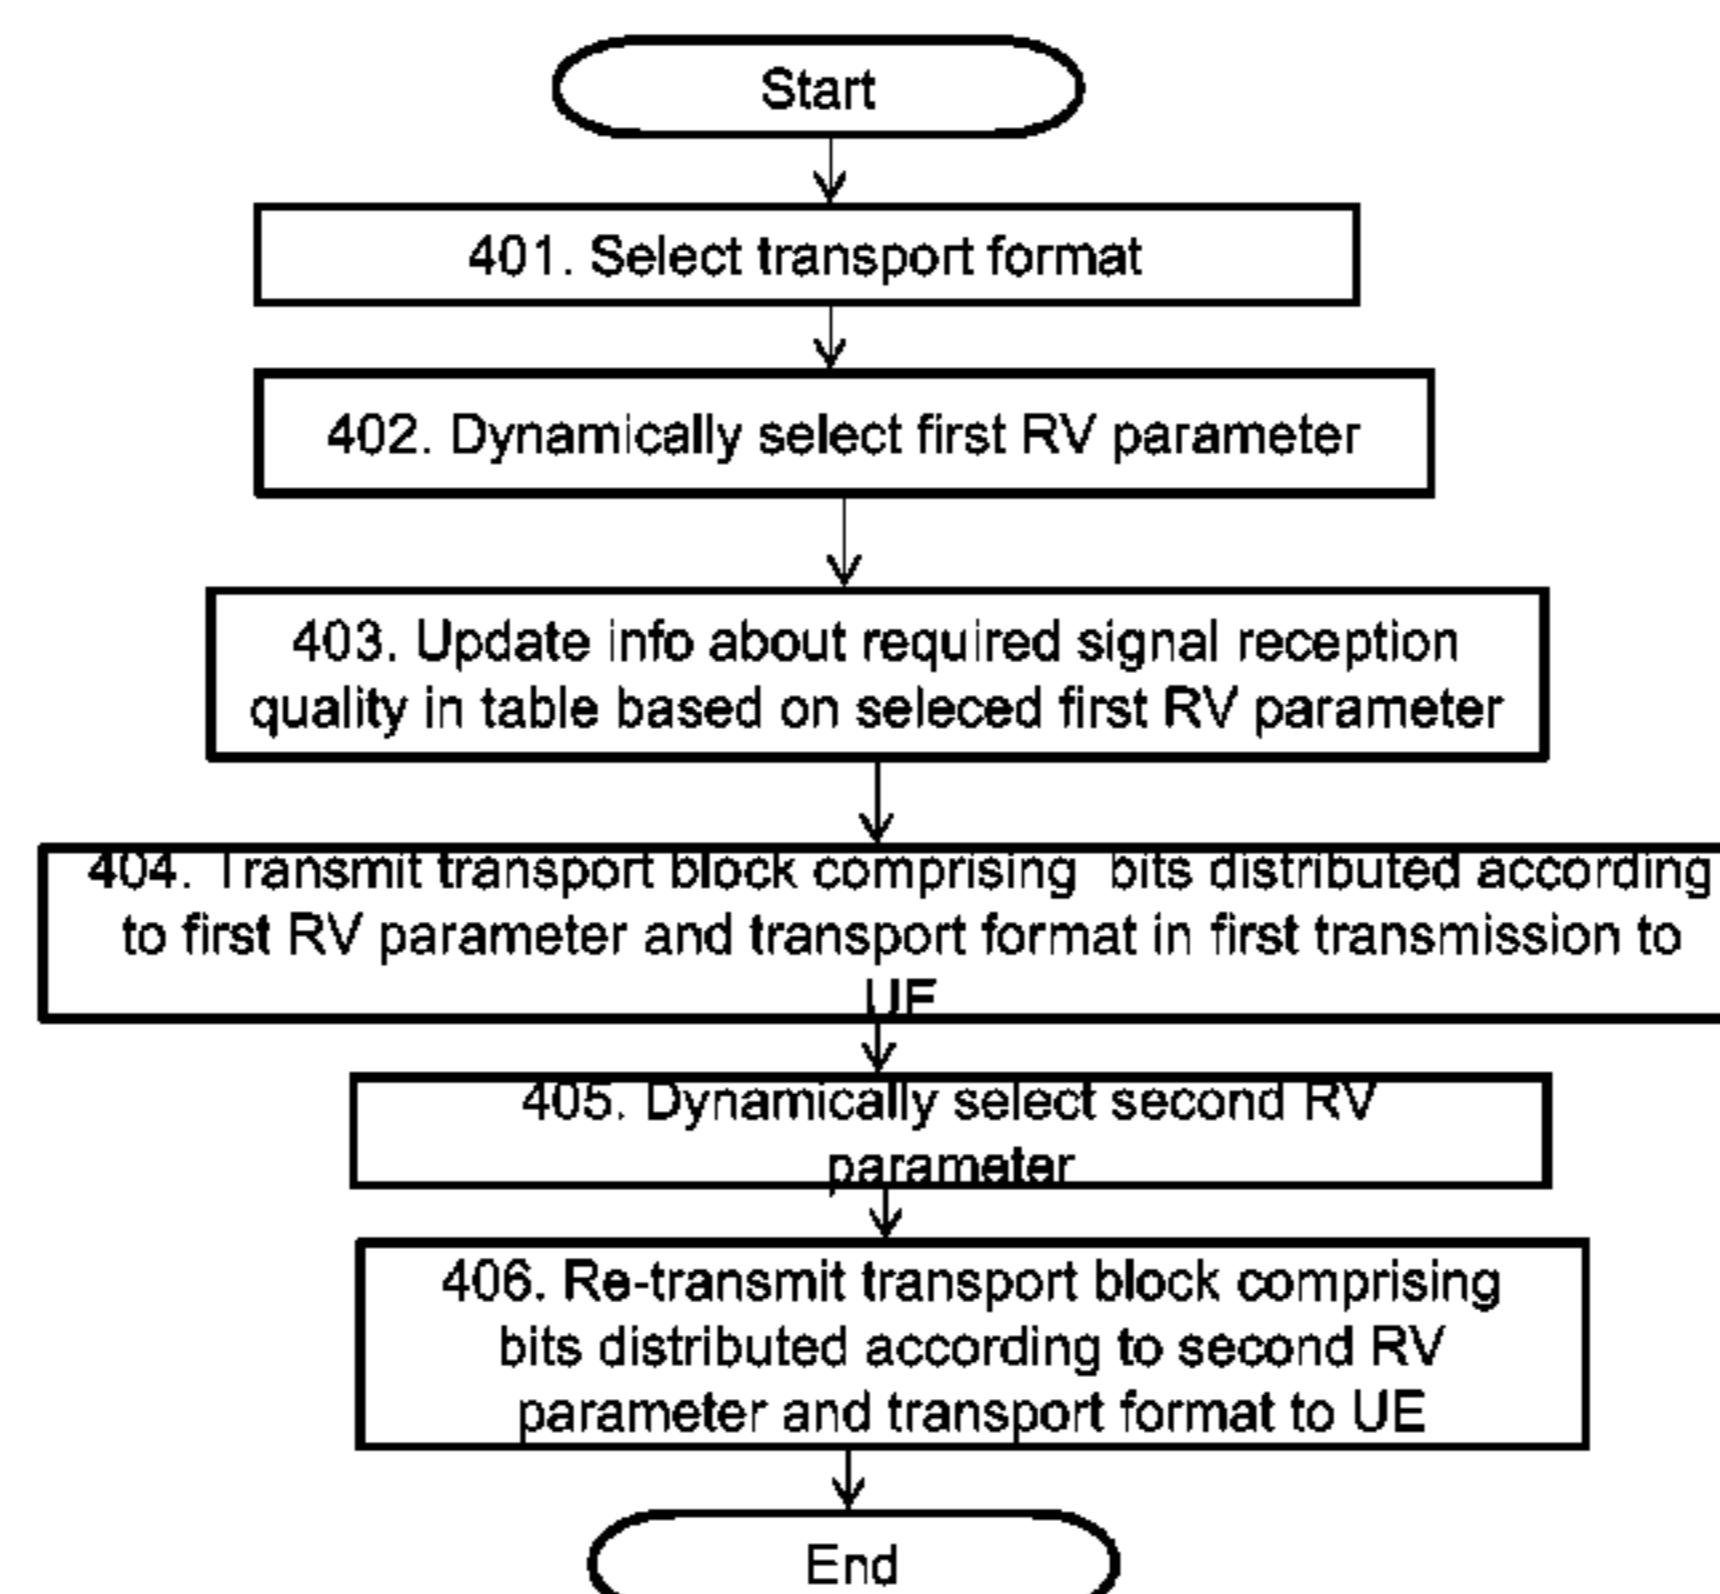 Start
401. Select transport format
402. Dynamically select first RV parameter
403. Update info about required signal reception
quality in table based on seleced first RV parameter
404. Transmit transport block comprising bits distributed according
to first RV parameter and transport format in first transmission to
UE
405. Dynamically select second RV
parameter
406. Re-transmit transport block comprising
bits distributed according to second RV
parameter and transport format to UE
End